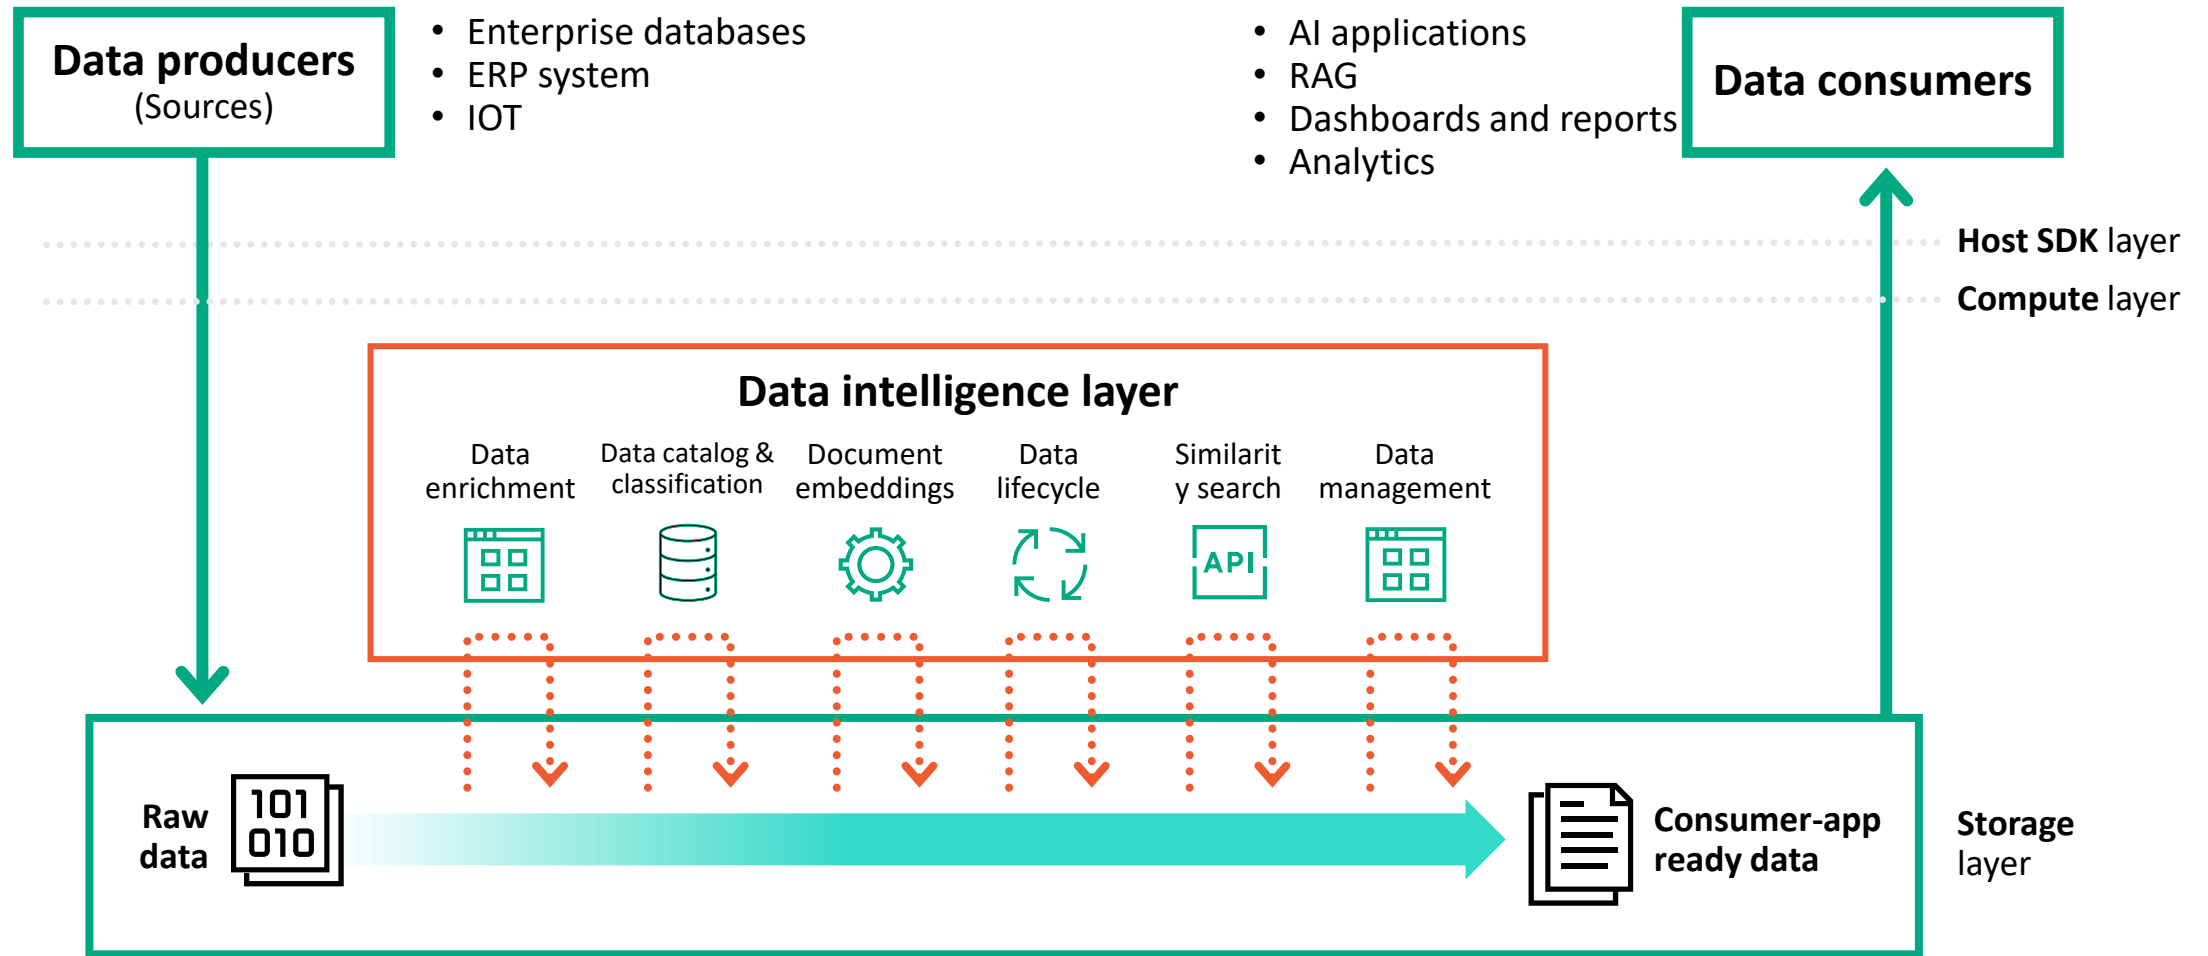 Data producers
(Sources)
• Enterprise databases
• ERP system
• IOT
• AI applications
• RAG
• Dashboards and reports
• Analytics
Data consumers
Host SDK layer
Compute layer
Data intelligence layer
Data
enrichment
Data catalog &
classification
Document
embeddings
Data
lifecycle
Similarit
y search
Data
management
API
Raw
data
101
010
Consumer-app
ready data
Storage
layer